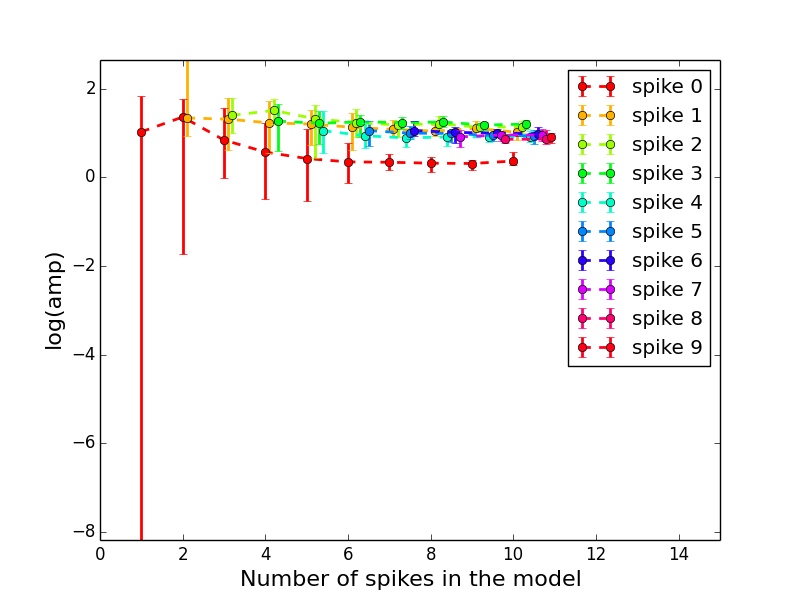 spike 0
spike 1
spike 2
spike 3
spike 4
spike 5
spike 6
spike 7
spike 8
spike 9
2
0
−2
−4
−6
−8
log(amp)
0 2 4 6 8 10 12 14
Number of spikes in the model